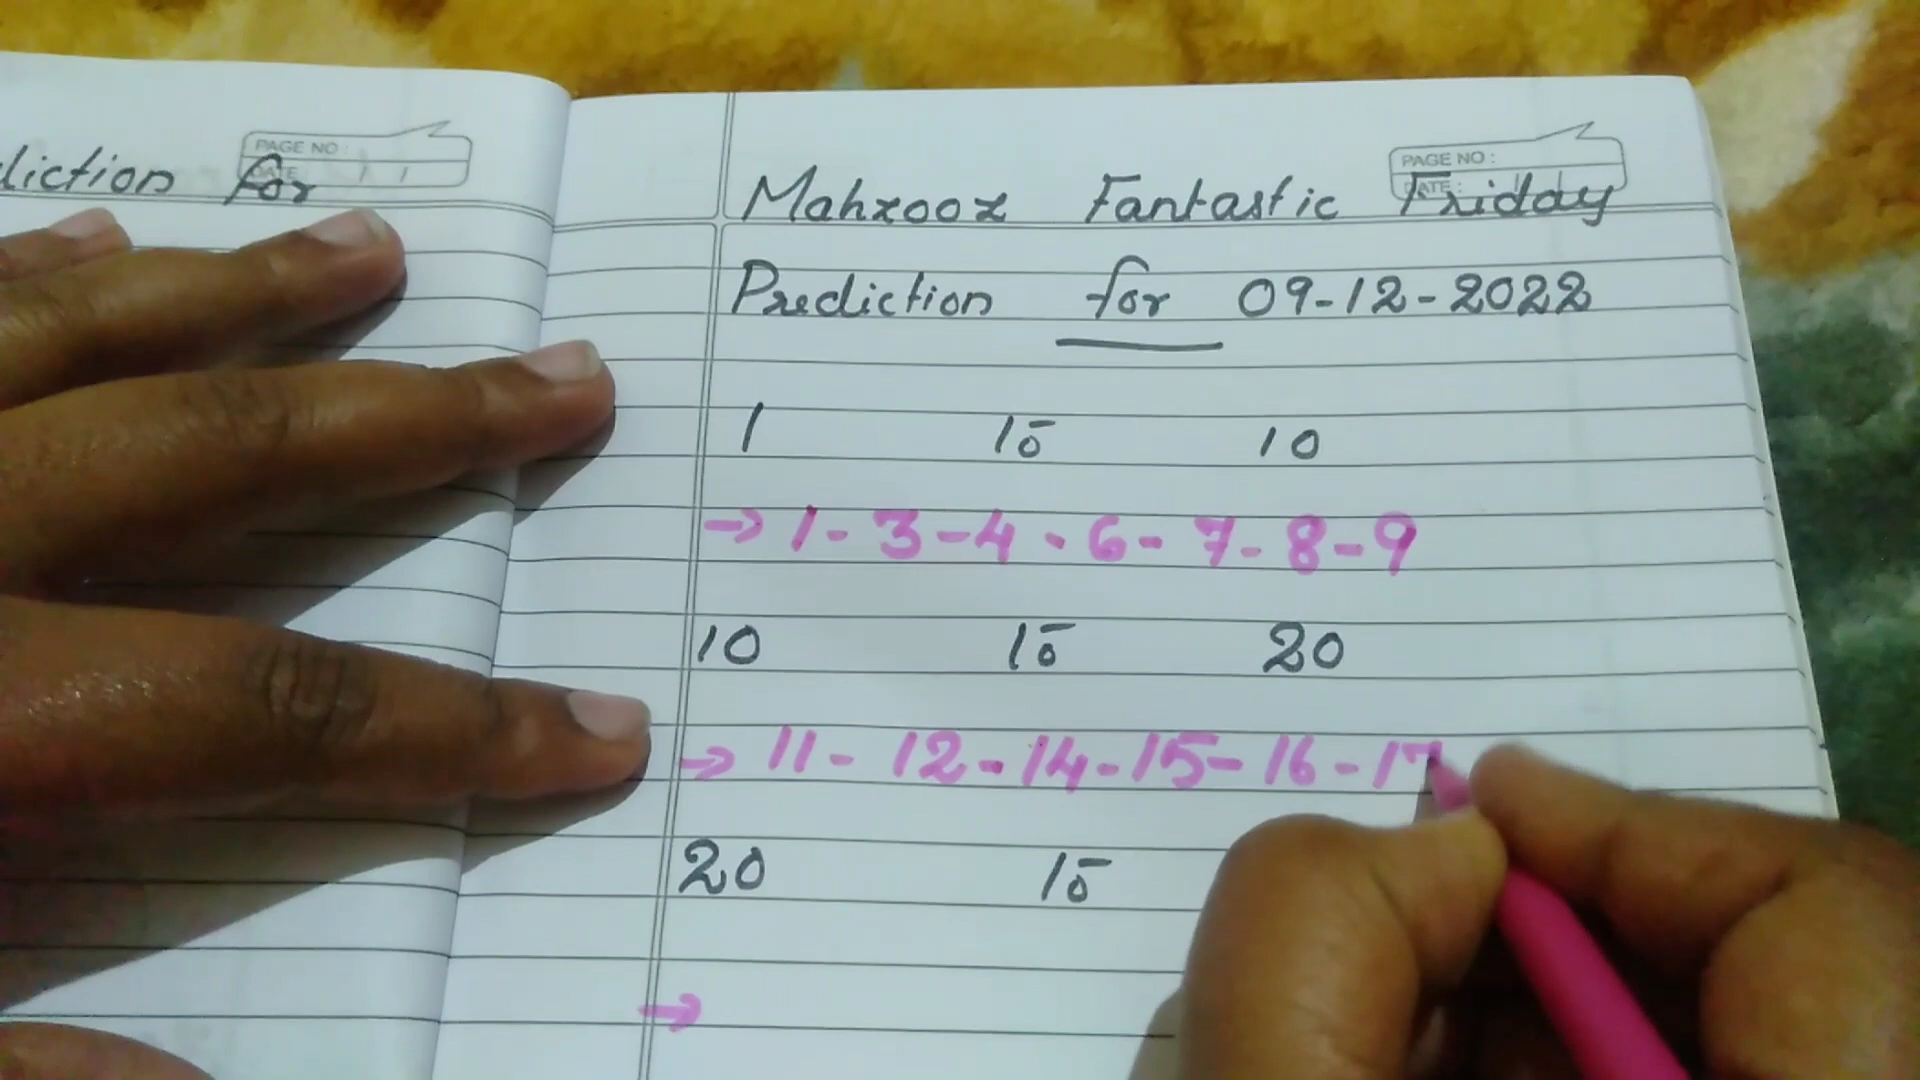 PAGE NO :
DATE
diction for
PAGE NO :
DATE :
Mahzooz Fantastic Friday
Prediction for 09-12-2022
1 15 10
→ 1 - 3 - 4 - 6 - 7 - 8 - 9
10 15 20
→ 11 - 12 - 14 - 15 - 16 - 17
20 15
→